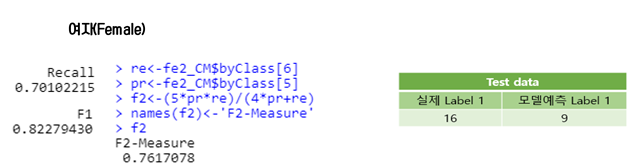 여자(Female)
Recall
0.70102215
F1
0.82279430
> re<-fe2_CM$byClass[6]
> pr<-fe2_CM$byClass[5]
> f2<-(5*pr*re)/(4*pr+re)
> names(f2)<-'F2-Measure'
> f2
F2-Measure
0.7617078
Test data
실제 Label 1 모델예측 Label 1
16 9